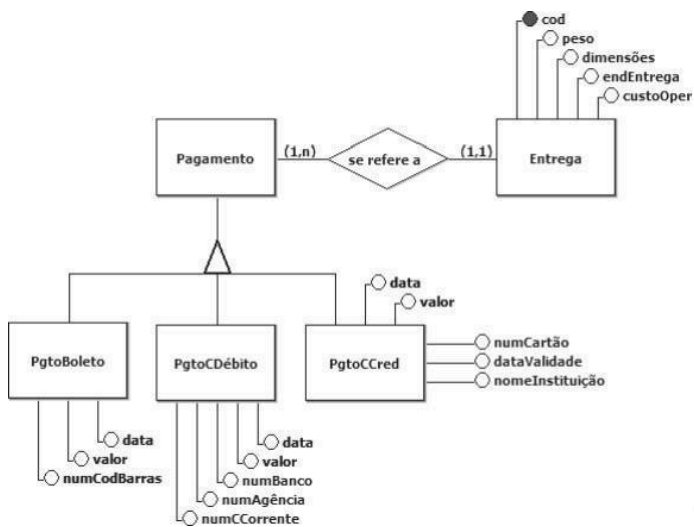 cod
peso
dimensões
endEntrega
custoOper
Pagamento
(1,n)
se refere a
(1,1)
Entrega
data
valor
PgtoBoleto
PgtoCDébito
PgtoCCred
numCartão
dataValidade
nomeInstituição
data
valor
numCodBarras
data
valor
numBanco
numAgência
numCCorrente